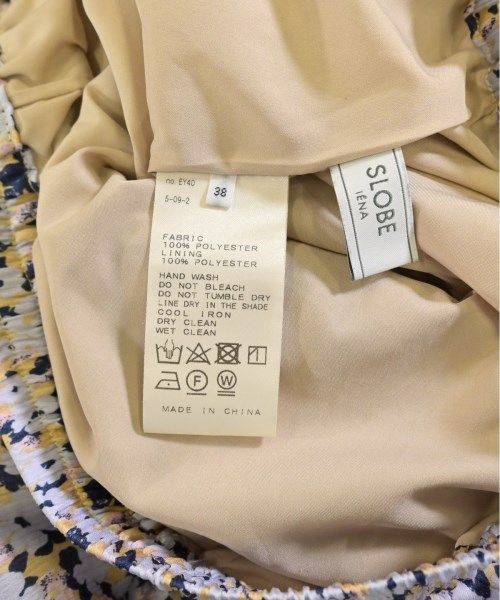 no. EY40
38
5-09-2
FABRIC
100% POLYESTER
LINING
100% POLYESTER
HAND WASH
DO NOT BLEACH
DO NOT TUMBLE DRY
LINE DRY IN THE SHADE
COOL IRON
DRY CLEAN
WET CLEAN
F
W
MADE IN CHINA
SLOBE
IÉNA